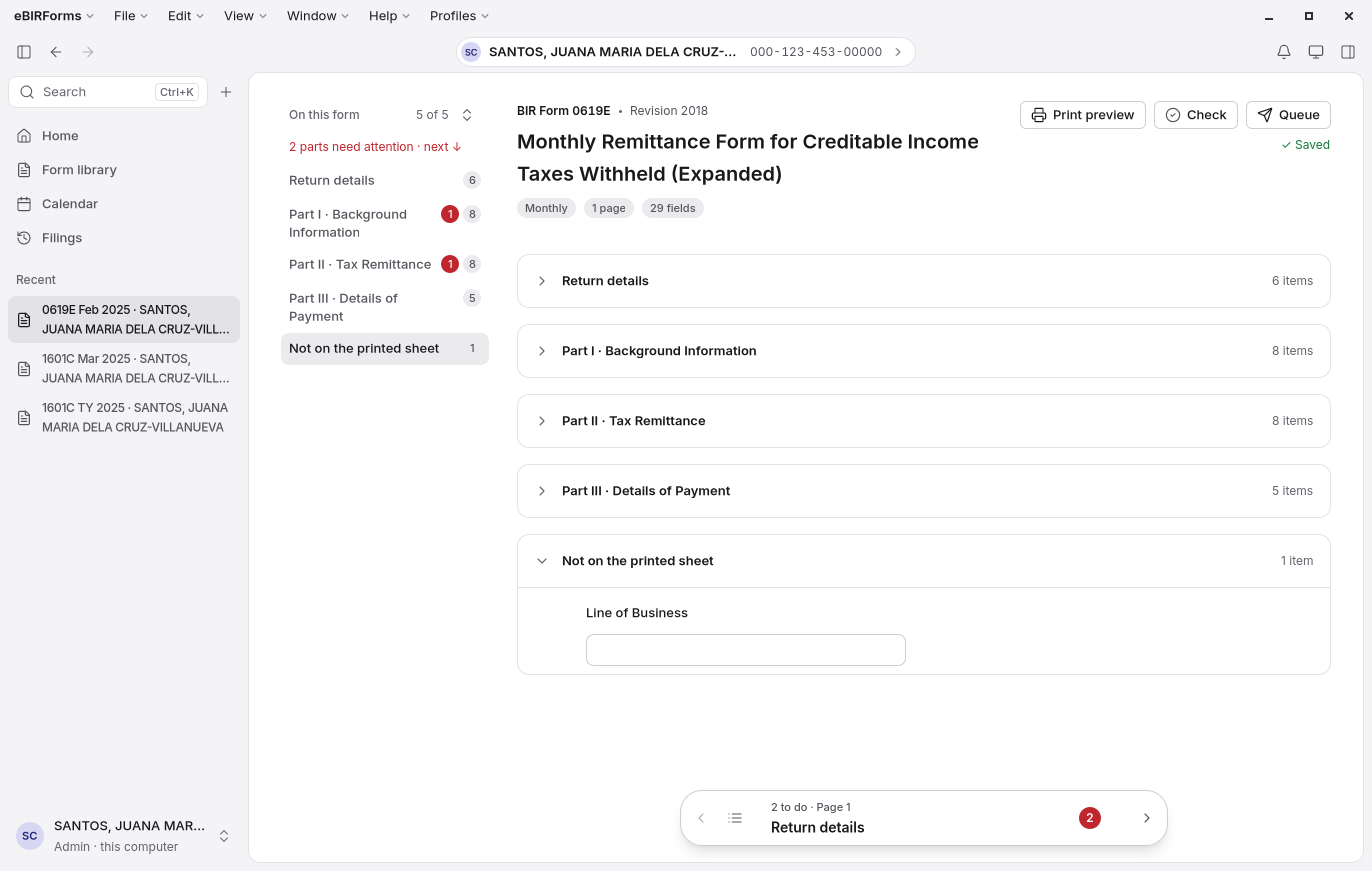 eBIRForms File Edit View Window Help Profiles
SC SANTOS, JUANA MARIA DELA CRUZ-... 000-123-453-00000
Search Ctrl+K
Home
Form library
Calendar
Filings
Recent
0619E Feb 2025 · SANTOS,
JUANA MARIA DELA CRUZ-VILL...
1601C Mar 2025 · SANTOS,
JUANA MARIA DELA CRUZ-VILL...
1601C TY 2025 · SANTOS, JUANA
MARIA DELA CRUZ-VILLANUEVA
SC SANTOS, JUANA MAR...
Admin · this computer
On this form 5 of 5
2 parts need attention · next ↓
Return details 6
Part I · Background
Information 1 8
Part II · Tax Remittance 1 8
Part III · Details of
Payment 5
Not on the printed sheet 1
BIR Form 0619E • Revision 2018
Monthly Remittance Form for Creditable Income
Taxes Withheld (Expanded)
Monthly 1 page 29 fields
Print preview Check Queue
✓ Saved
Return details 6 items
Part I · Background Information 8 items
Part II · Tax Remittance 8 items
Part III · Details of Payment 5 items
Not on the printed sheet 1 item
Line of Business
2 to do · Page 1
Return details 2